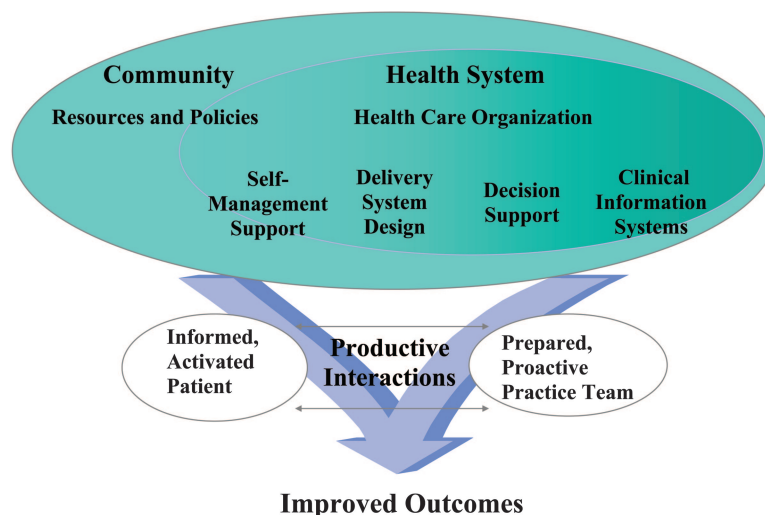 Community
Health System
Resources and Policies
Health Care Organization
Self-
Management
Support
Delivery
System
Design
Decision
Support
Clinical
Information
Systems
Informed,
Activated
Patient
Productive
Interactions
Prepared,
Proactive
Practice Team
Improved Outcomes